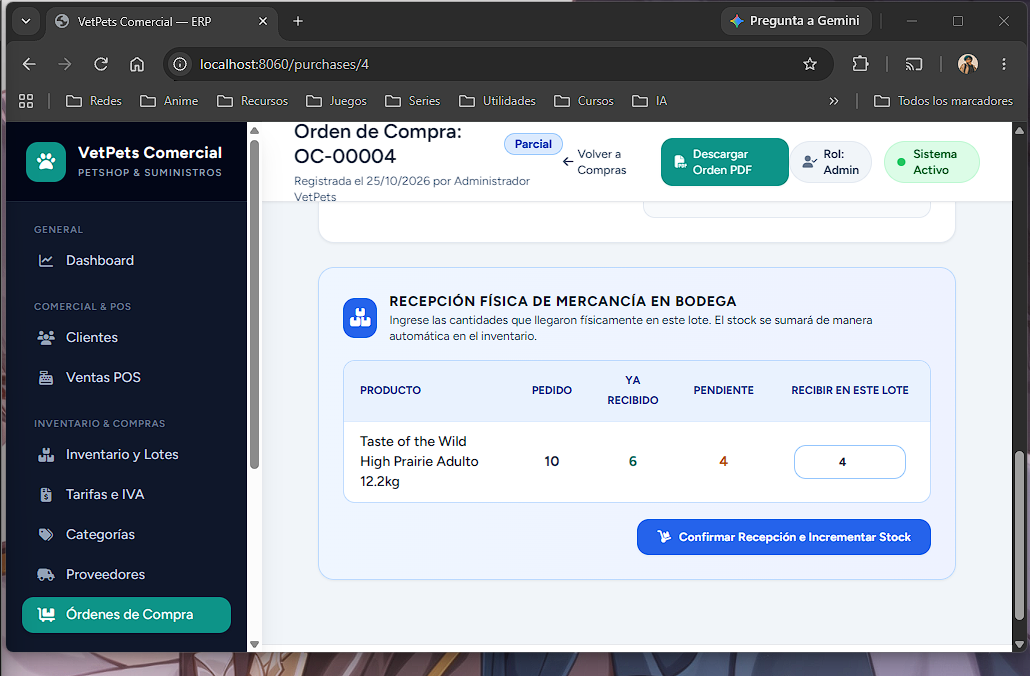 VetPets Comercial — ERP
Pregunta a Gemini
localhost:8060/purchases/4
Redes
Anime
Recursos
Juegos
Series
Utilidades
Cursos
IA
Todos los marcadores
VetPets Comercial
PETSHOP & SUMINISTROS
GENERAL
Dashboard
COMERCIAL & POS
Clientes
Ventas POS
INVENTARIO & COMPRAS
Inventario y Lotes
Tarifas e IVA
Categorías
Proveedores
Órdenes de Compra
Orden de Compra:
OC-00004
Registrada el 25/10/2026 por Administrador
VetPets
Parcial
Volver a
Compras
Descargar
Orden PDF
Rol:
Admin
Sistema
Activo
RECEPCIÓN FÍSICA DE MERCANCÍA EN BODEGA
Ingrese las cantidades que llegaron físicamente en este lote. El stock se sumará de manera
automática en el inventario.
PRODUCTO
PEDIDO
YA
RECIBIDO
PENDIENTE
RECIBIR EN ESTE LOTE
Taste of the Wild
High Prairie Adulto
12.2kg
10
6
4
4
Confirmar Recepción e Incrementar Stock